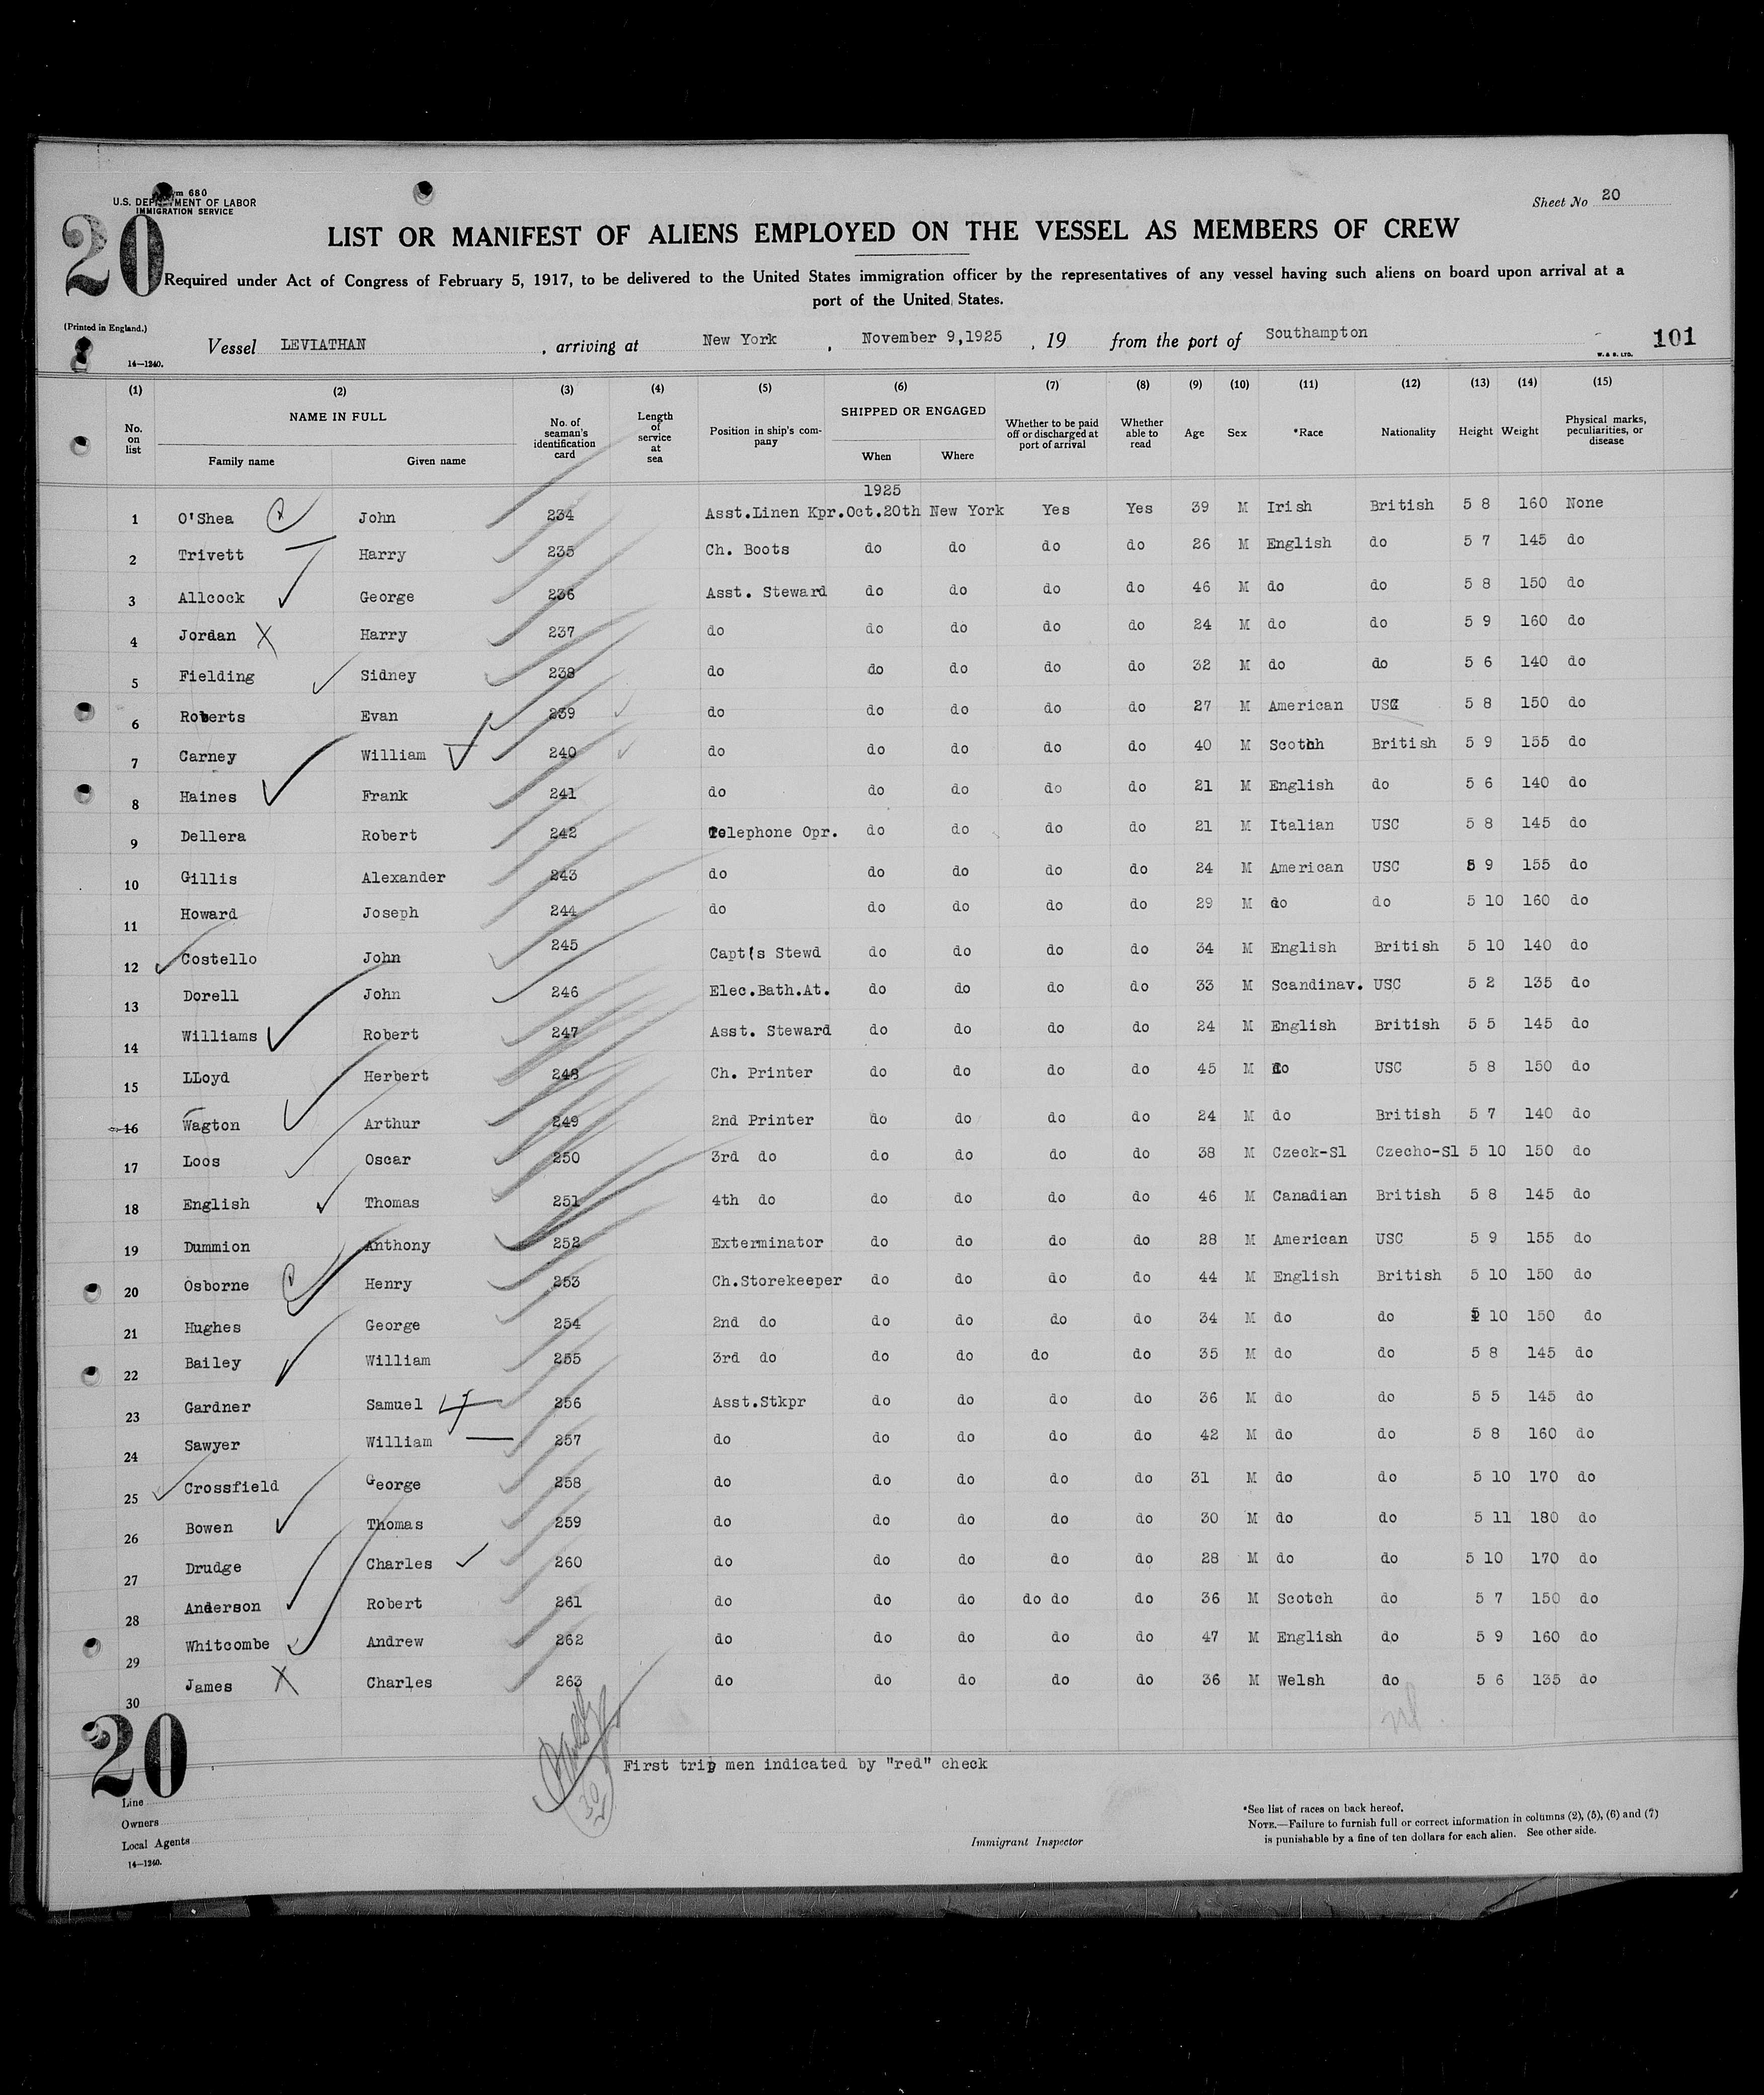 Form 680
U.S. DEPARTMENT OF LABOR
IMMIGRATION SERVICE
Sheet No 20
20
LIST OR MANIFEST OF ALIENS EMPLOYED ON THE VESSEL AS MEMBERS OF CREW
Required under Act of Congress of February 5, 1917, to be delivered to the United States immigration officer by the representatives of any vessel having such aliens on board upon arrival at a
port of the United States.
(Printed in England.)
Vessel LEVIATHAN , arriving at New York , November 9,1925 , 19 from the port of Southampton 101
14—1240. W. & S. LTD.
(1) (2) (3) (4) (5) (6) (7) (8) (9) (10) (11) (12) (13) (14) (15)
No. on list NAME IN FULL Family name Given name No. of seaman's identification card Length of service at sea Position in ship's company SHIPPED OR ENGAGED When Where Whether to be paid off or discharged at port of arrival Whether able to read Age Sex *Race Nationality Height Weight Physical marks, peculiarities, or disease
1925
1 O'Shea John 234 Asst.Linen Kpr. Oct.20th New York Yes Yes 39 M Irish British 5 8 160 None
2 Trivett Harry 235 Ch. Boots do do do do 26 M English do 5 7 145 do
3 Allcock George 236 Asst. Steward do do do do 46 M do do 5 8 150 do
4 Jordan X Harry 237 do do do do do 24 M do do 5 9 160 do
5 Fielding Sidney 238 do do do do do 32 M do do 5 6 140 do
6 Roberts Evan 239 do do do do do 27 M American USC 5 8 150 do
7 Carney William 240 do do do do do 40 M Scotch British 5 9 155 do
8 Haines Frank 241 do do do do do 21 M English do 5 6 140 do
9 Dellera Robert 242 Telephone Opr. do do do do 21 M Italian USC 5 8 145 do
10 Gillis Alexander 243 do do do do do 24 M American USC 5 9 155 do
11 Howard Joseph 244 do do do do do 29 M do do 5 10 160 do
12 Costello John 245 Capt's Stewd do do do do 34 M English British 5 10 140 do
13 Dorell John 246 Elec.Bath.At. do do do do 33 M Scandinav. USC 5 2 135 do
14 Williams Robert 247 Asst. Steward do do do do 24 M English British 5 5 145 do
15 LLoyd Herbert 248 Ch. Printer do do do do 45 M do USC 5 8 150 do
16 Wagton Arthur 249 2nd Printer do do do do 24 M do British 5 7 140 do
17 Loos Oscar 250 3rd do do do do do 38 M Czeck-Sl Czecho-Sl 5 10 150 do
18 English Thomas 251 4th do do do do do 46 M Canadian British 5 8 145 do
19 Dummion Anthony 252 Exterminator do do do do 28 M American USC 5 9 155 do
20 Osborne Henry 253 Ch.Storekeeper do do do do 44 M English British 5 10 150 do
21 Hughes George 254 2nd do do do do do 34 M do do 5 10 150 do
22 Bailey William 255 3rd do do do do do 35 M do do 5 8 145 do
23 Gardner Samuel 256 Asst.Stkpr do do do do 36 M do do 5 5 145 do
24 Sawyer William 257 do do do do do 42 M do do 5 8 160 do
25 Crossfield George 258 do do do do do 31 M do do 5 10 170 do
26 Bowen Thomas 259 do do do do do 30 M do do 5 11 180 do
27 Drudge Charles 260 do do do do do 28 M do do 5 10 170 do
28 Anderson Robert 261 do do do do do do 36 M Scotch do 5 7 150 do
29 Whitcombe Andrew 262 do do do do do 47 M English do 5 9 160 do
30 James X Charles 263 do do do do do 36 M Welsh do 5 6 135 do
20
First trip men indicated by "red" check
30
Line
Owners
Local Agents
14—1240.
Immigrant Inspector
*See list of races on back hereof.
NOTE.—Failure to furnish full or correct information in columns (2), (5), (6) and (7)
is punishable by a fine of ten dollars for each alien. See other side.